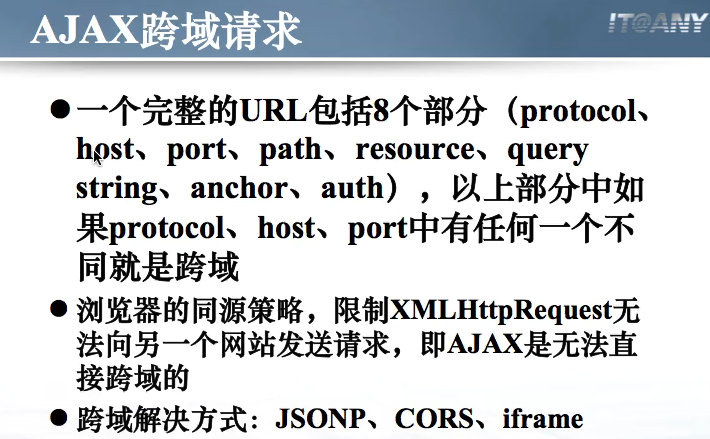 AJAX跨域请求
IT@ANY
●一个完整的URL包括8个部分（protocol、
host、port、path、resource、query
string、anchor、auth），以上部分中如
果protocol、host、port中有任何一个不
同就是跨域
●浏览器的同源策略，限制XMLHttpRequest无
法向另一个网站发送请求，即AJAX是无法直
接跨域的
●跨域解决方式：JSONP、CORS、iframe